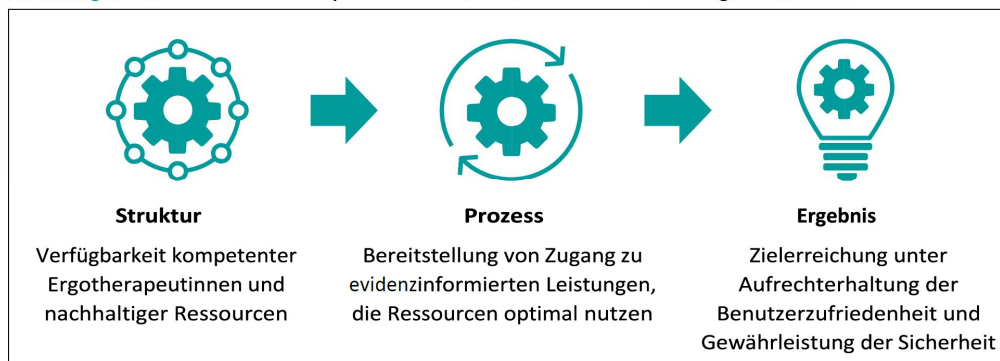 Struktur
Verfügbarkeit kompetenter
Ergotherapeutinnen und
nachhaltiger Ressourcen
Prozess
Bereitstellung von Zugang zu
evidenzinformierten Leistungen,
die Ressourcen optimal nutzen
Ergebnis
Zielerreichung unter
Aufrechterhaltung der
Benutzerzufriedenheit und
Gewährleistung der Sicherheit